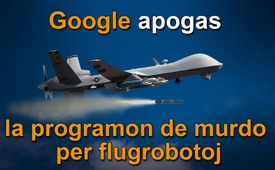 Google apogas
la programon de murdo
per flugrobotoj